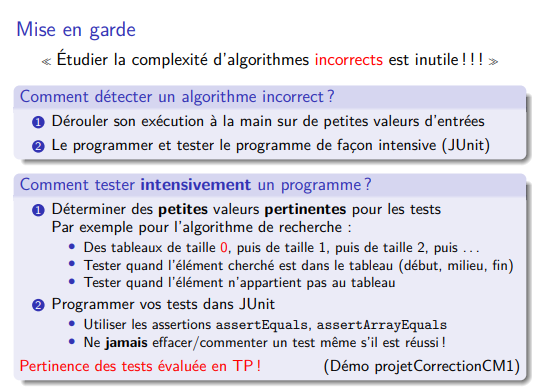 Mise en garde
≪ Étudier la complexité d'algorithmes incorrects est inutile ! ! ! ≫
Comment détecter un algorithme incorrect ?
1 Dérouler son exécution à la main sur de petites valeurs d'entrées
2 Le programmer et tester le programme de façon intensive (JUnit)
Comment tester intensivement un programme ?
1 Déterminer des petites valeurs pertinentes pour les tests
Par exemple pour l'algorithme de recherche :
• Des tableaux de taille 0, puis de taille 1, puis de taille 2, puis . . .
• Tester quand l'élément cherché est dans le tableau (début, milieu, fin)
• Tester quand l'élément n'appartient pas au tableau
2 Programmer vos tests dans JUnit
• Utiliser les assertions assertEquals, assertArrayEquals
• Ne jamais effacer/commenter un test même s'il est réussi !
Pertinence des tests évaluée en TP ! (Démo projetCorrectionCM1)